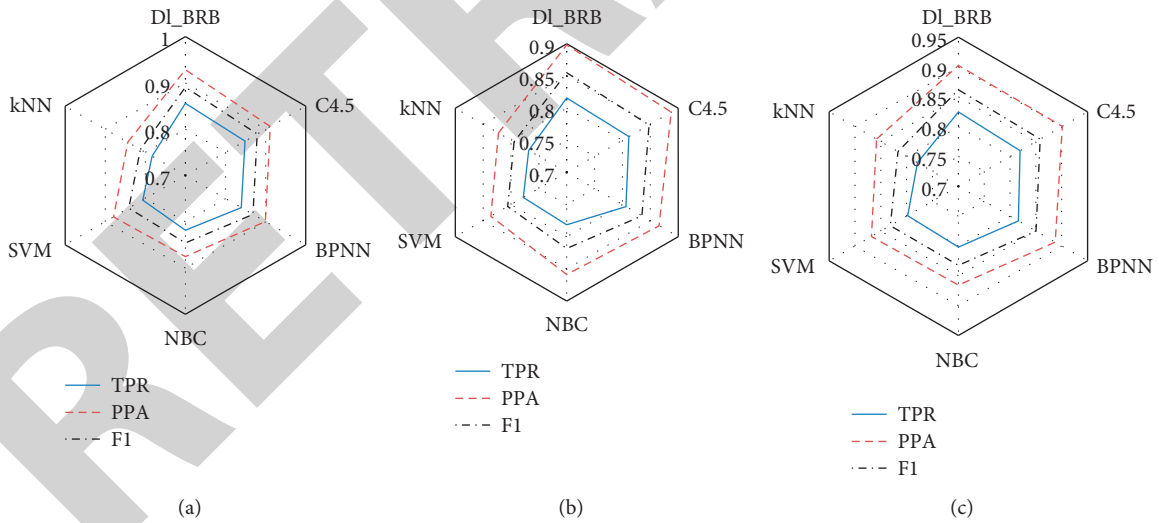 Dl_BRB
1
0.9
0.8
0.7
kNN
C4.5
SVM
BPNN
NBC
TPR
PPA
F1
(a)
Dl_BRB
0.9
0.85
0.8
0.75
0.7
kNN
C4.5
SVM
BPNN
NBC
TPR
PPA
F1
(b)
Dl_BRB
0.95
0.9
0.85
0.8
0.75
0.7
kNN
C4.5
SVM
BPNN
NBC
TPR
PPA
F1
(c)